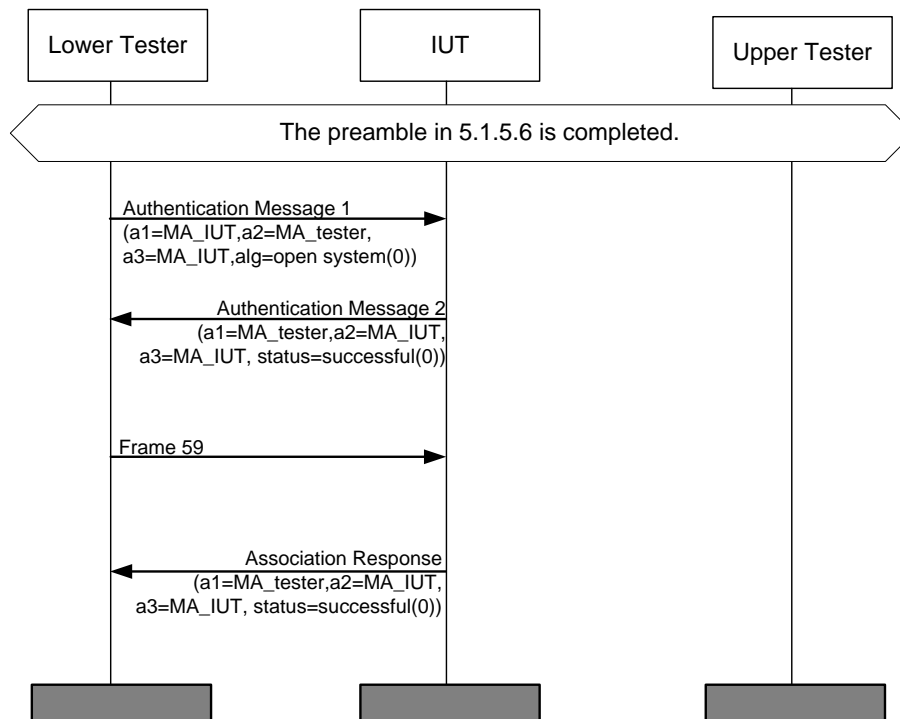 Lower Tester
IUT
Upper Tester
The preamble in 5.1.5.6 is completed.
Authentication Message 1
(a1=MA_IUT,a2=MA_tester,
a3=MA_IUT,alg=open system(0))
Authentication Message 2
(a1=MA_tester,a2=MA_IUT,
a3=MA_IUT, status=successful(0))
Frame 59
Association Response
(a1=MA_tester,a2=MA_IUT,
a3=MA_IUT, status=successful(0))